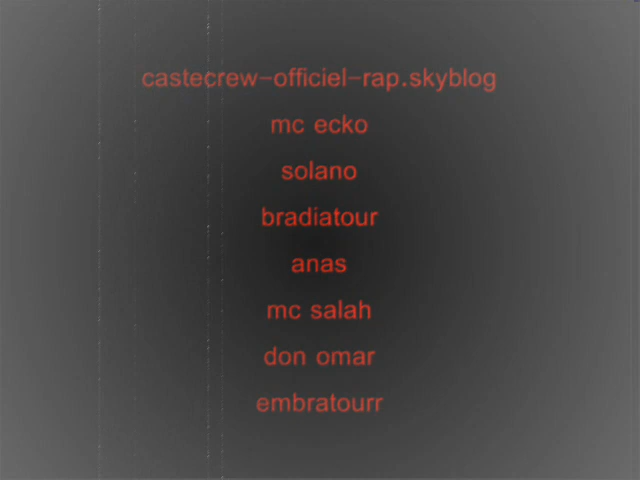 castecrew-officiel-rap.skyblog
mc ecko
solano
bradiatour
anas
mc salah
don omar
embratourr